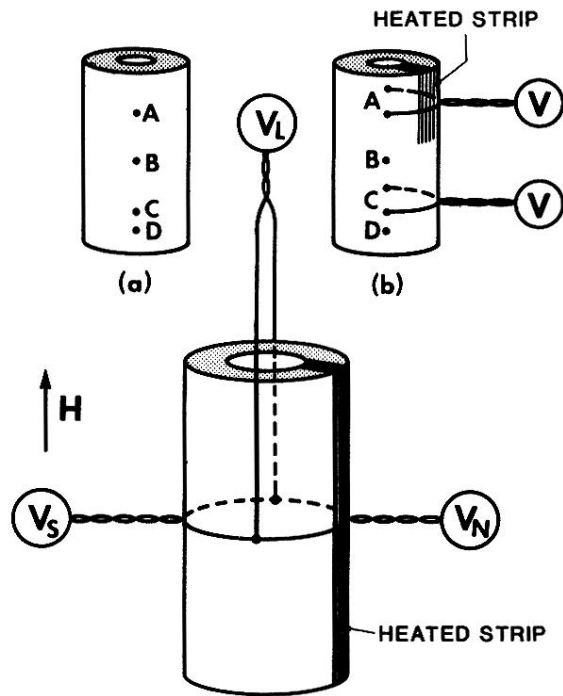 HEATED STRIP
A
B
C
D
(a)
V_L
A
B
C
D
V
V
(b)
H
V_S
V_N
HEATED STRIP